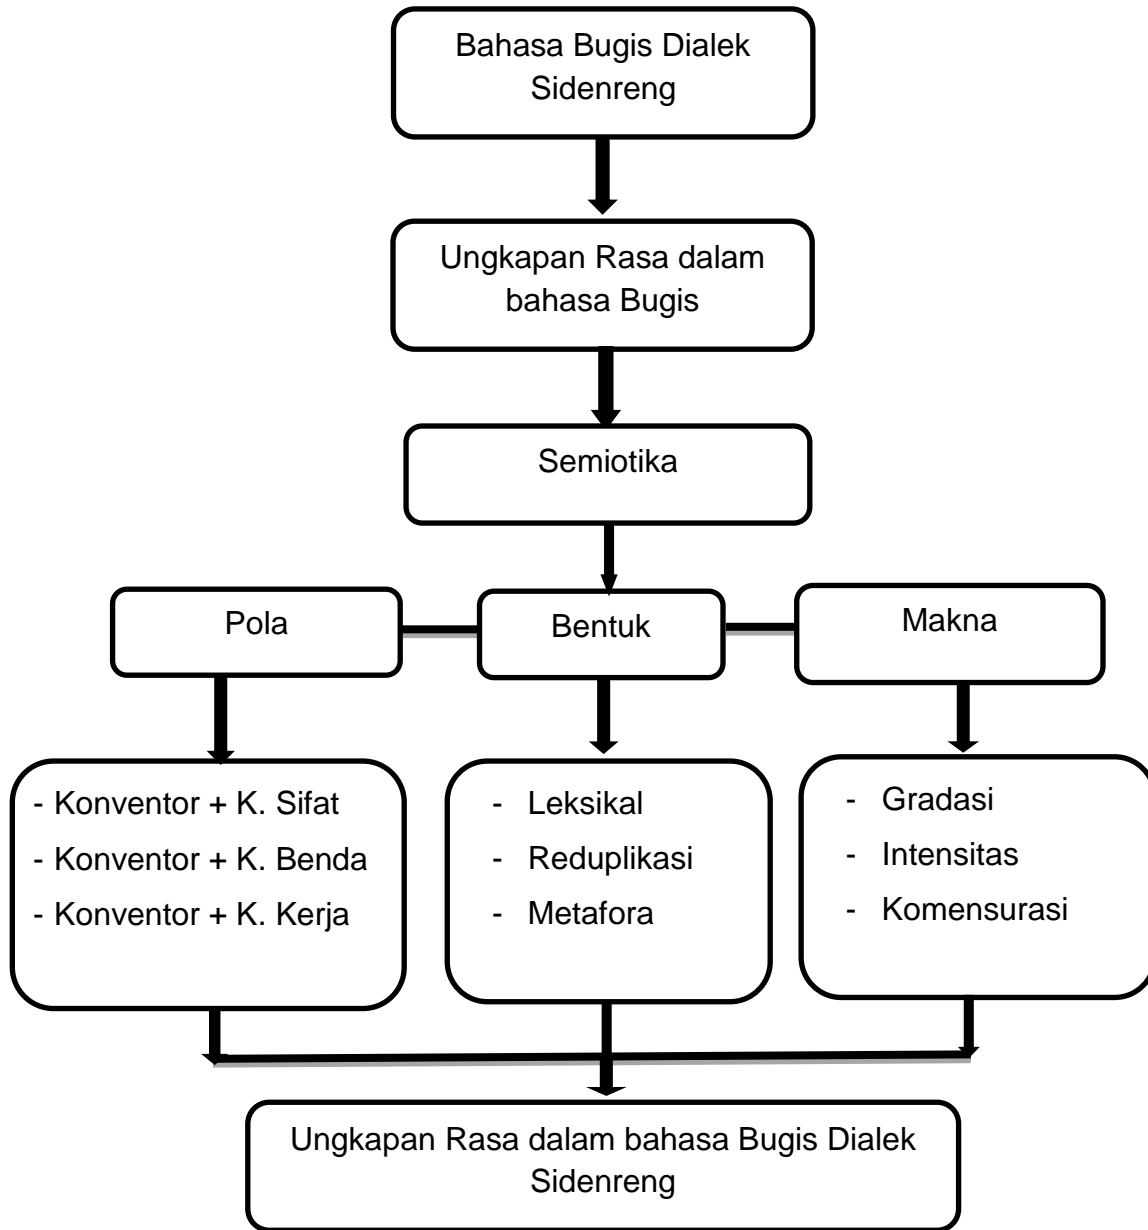 Bahasa Bugis Dialek
Sidenreng
Ungkapan Rasa dalam
bahasa Bugis
Semiotika
Pola
Bentuk
Makna
- Konventor + K. Sifat
- Konventor + K. Benda
- Konventor + K. Kerja
- Leksikal
- Reduplikasi
- Metafora
- Gradasi
- Intensitas
- Komensurasi
Ungkapan Rasa dalam bahasa Bugis Dialek
Sidenreng